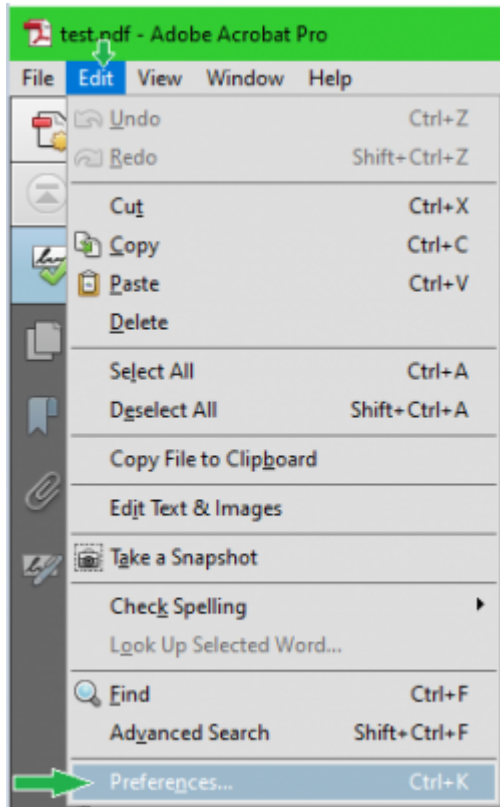 test.pdf - Adobe Acrobat Pro
File Edit View Window Help
Undo Ctrl+Z
Redo Shift+Ctrl+Z
Cut Ctrl+X
Copy Ctrl+C
Paste Ctrl+V
Delete
Select All Ctrl+A
Deselect All Shift+Ctrl+A
Copy File to Clipboard
Edit Text & Images
Take a Snapshot
Check Spelling
Look Up Selected Word...
Find Ctrl+F
Advanced Search Shift+Ctrl+F
Preferences... Ctrl+K